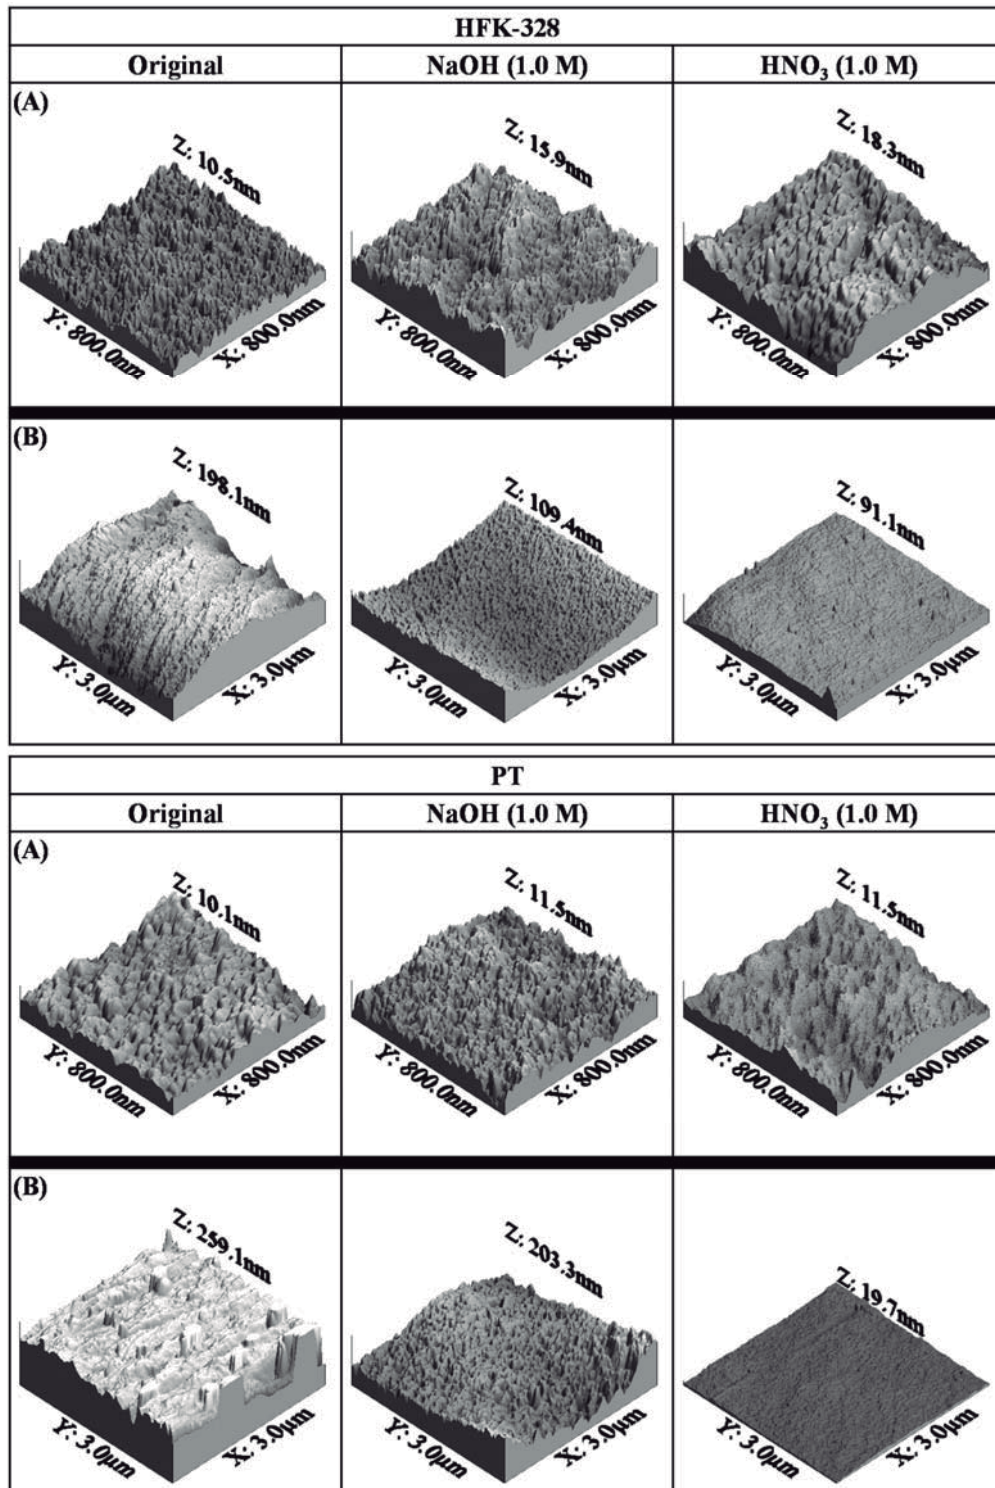 HFK-328
Original NaOH (1.0 M) HNO₃ (1.0 M)
(A)
Z: 10.5nm
Y: 800.0nm
X: 800.0nm
Z: 15.9nm
Y: 800.0nm
X: 800.0nm
Z: 18.3nm
Y: 800.0nm
X: 800.0nm
(B)
Z: 198.1nm
Y: 3.0μm
X: 3.0μm
Z: 109.4nm
Y: 3.0μm
X: 3.0μm
Z: 91.1nm
Y: 3.0μm
X: 3.0μm
PT
Original NaOH (1.0 M) HNO₃ (1.0 M)
(A)
Z: 10.1nm
Y: 800.0nm
X: 800.0nm
Z: 11.5nm
Y: 800.0nm
X: 800.0nm
Z: 11.5nm
Y: 800.0nm
X: 800.0nm
(B)
Z: 259.1nm
Y: 3.0μm
X: 3.0μm
Z: 203.3nm
Y: 3.0μm
X: 3.0μm
Z: 19.7nm
Y: 3.0μm
X: 3.0μm